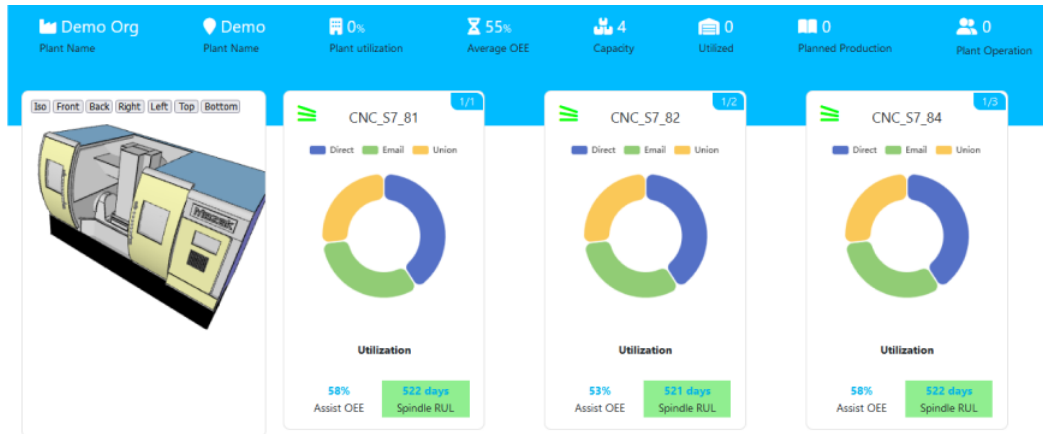 Demo Org
Plant Name
Demo
Plant Name
0%
Plant utilization
55%
Average OEE
4
Capacity
0
Utilized
0
Planned Production
0
Plant Operation
Iso Front Back Right Left Top Bottom
Mazak
1/1
CNC_S7_81
Direct Email Union
Utilization
58%
Assist OEE
522 days
Spindle RUL
1/2
CNC_S7_82
Direct Email Union
Utilization
53%
Assist OEE
521 days
Spindle RUL
1/3
CNC_S7_84
Direct Email Union
Utilization
58%
Assist OEE
522 days
Spindle RUL